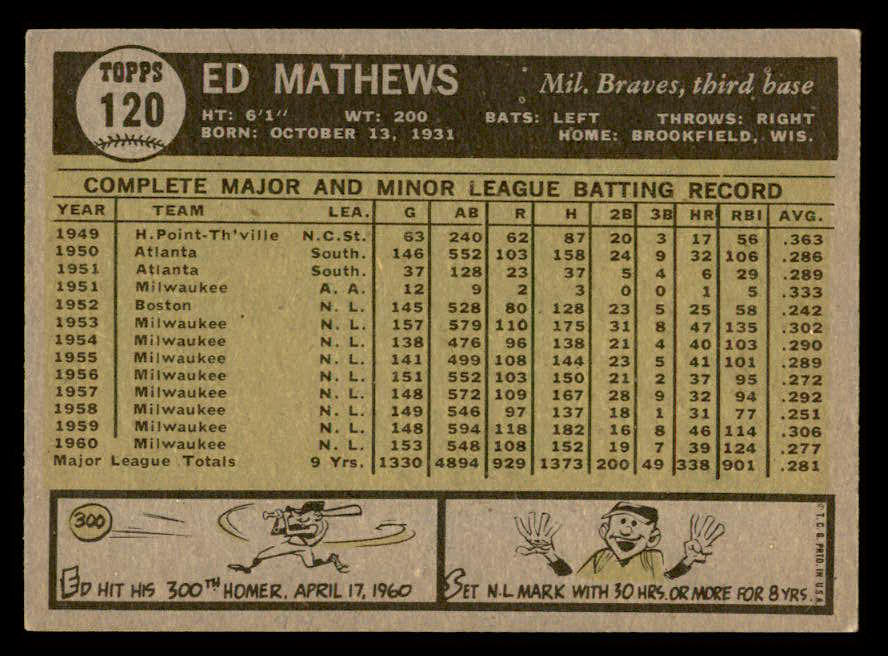 TOPPS
120
ED MATHEWS Mil. Braves, third base
HT: 6'1" WT: 200 BATS: LEFT THROWS: RIGHT
BORN: OCTOBER 13, 1931 HOME: BROOKFIELD, WIS.
COMPLETE MAJOR AND MINOR LEAGUE BATTING RECORD
YEAR TEAM LEA. G AB R H 2B 3B HR RBI AVG.
1949 H.Point-Th'ville N.C.St. 63 240 62 87 20 3 17 56 .363
1950 Atlanta South. 146 552 103 158 24 9 32 106 .286
1951 Atlanta South. 37 128 23 37 5 4 6 29 .289
1951 Milwaukee A. A. 12 9 2 3 0 0 1 5 .333
1952 Boston N. L. 145 528 80 128 23 5 25 58 .242
1953 Milwaukee N. L. 157 579 110 175 31 8 47 135 .302
1954 Milwaukee N. L. 138 476 96 138 21 4 40 103 .290
1955 Milwaukee N. L. 141 499 108 144 23 5 41 101 .289
1956 Milwaukee N. L. 151 552 103 150 21 2 37 95 .272
1957 Milwaukee N. L. 148 572 109 167 28 9 32 94 .292
1958 Milwaukee N. L. 149 546 97 137 18 1 31 77 .251
1959 Milwaukee N. L. 148 594 118 182 16 8 46 114 .306
1960 Milwaukee N. L. 153 548 108 152 19 7 39 124 .277
Major League Totals 9 Yrs. 1330 4894 929 1373 200 49 338 901 .281
300
ED HIT HIS 300TH HOMER, APRIL 17, 1960
SET N.L MARK WITH 30 HRS. OR MORE FOR 8 YRS.
© T. C. G. PRTD. IN U.S.A.